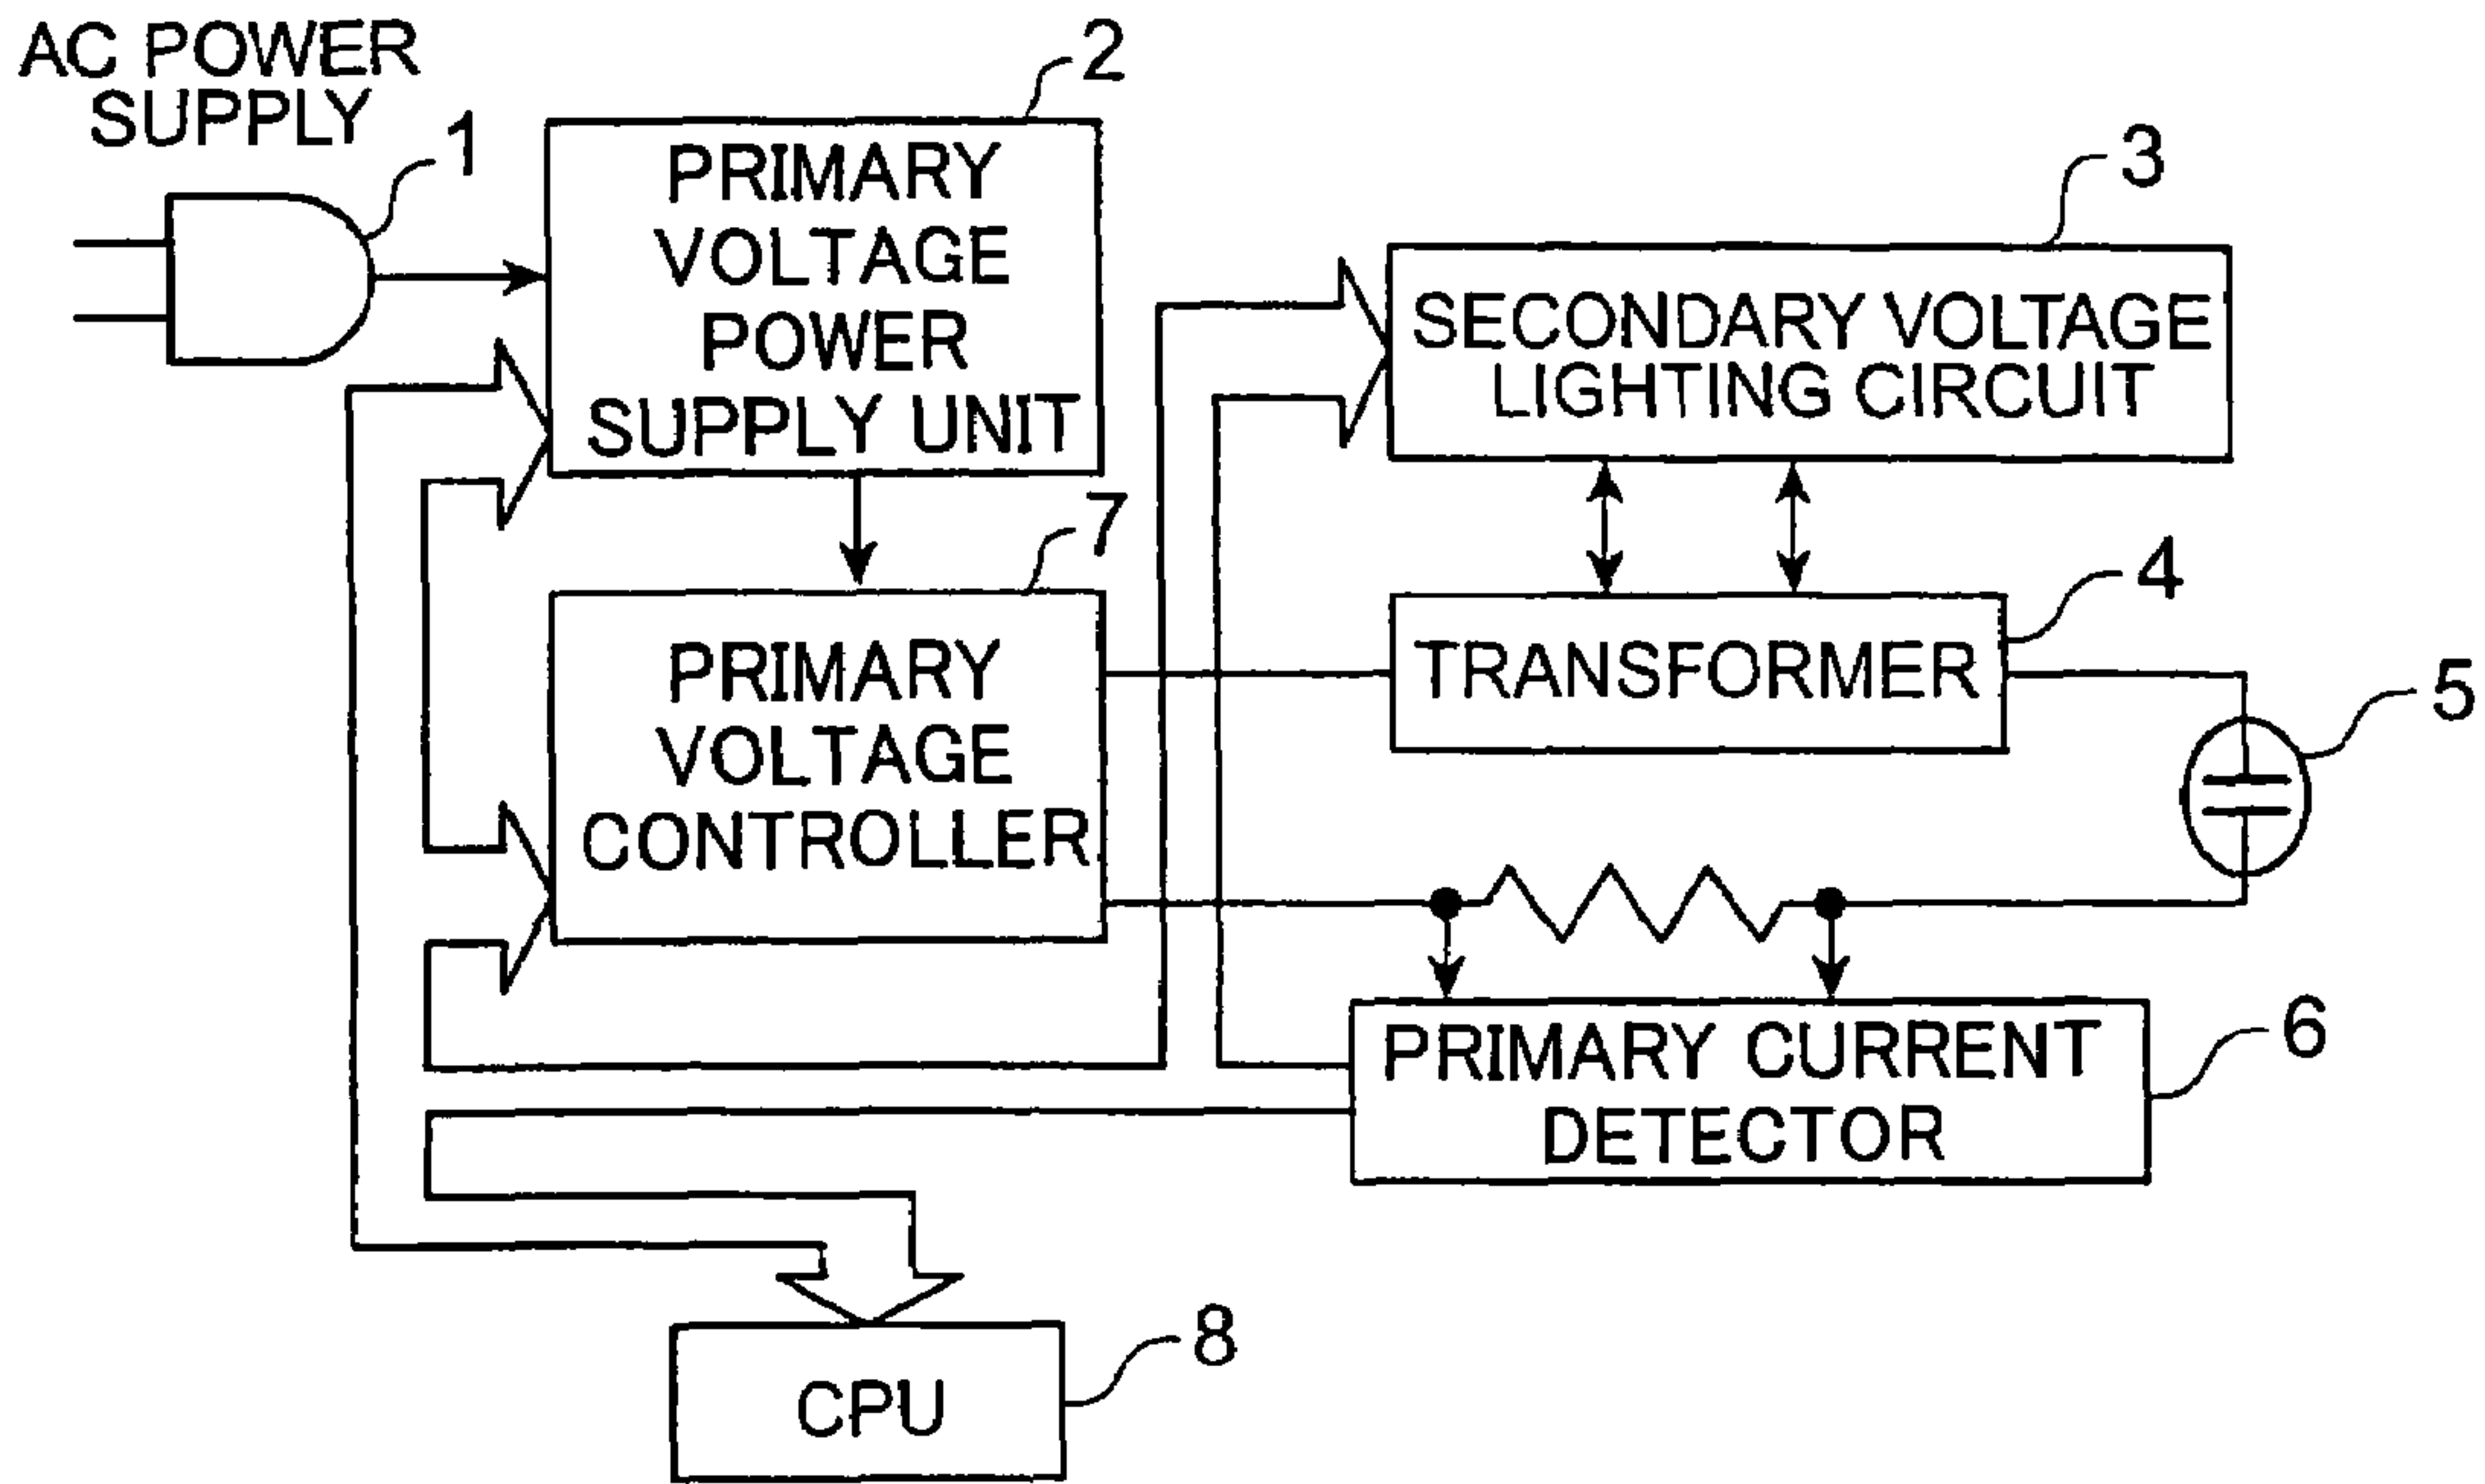 AC POWER
SUPPLY
1
2
PRIMARY
VOLTAGE
POWER
SUPPLY UNIT
3
SECONDARY VOLTAGE
LIGHTING CIRCUIT
7
PRIMARY
VOLTAGE
CONTROLLER
4
TRANSFORMER
5
6
PRIMARY CURRENT
DETECTOR
8
CPU